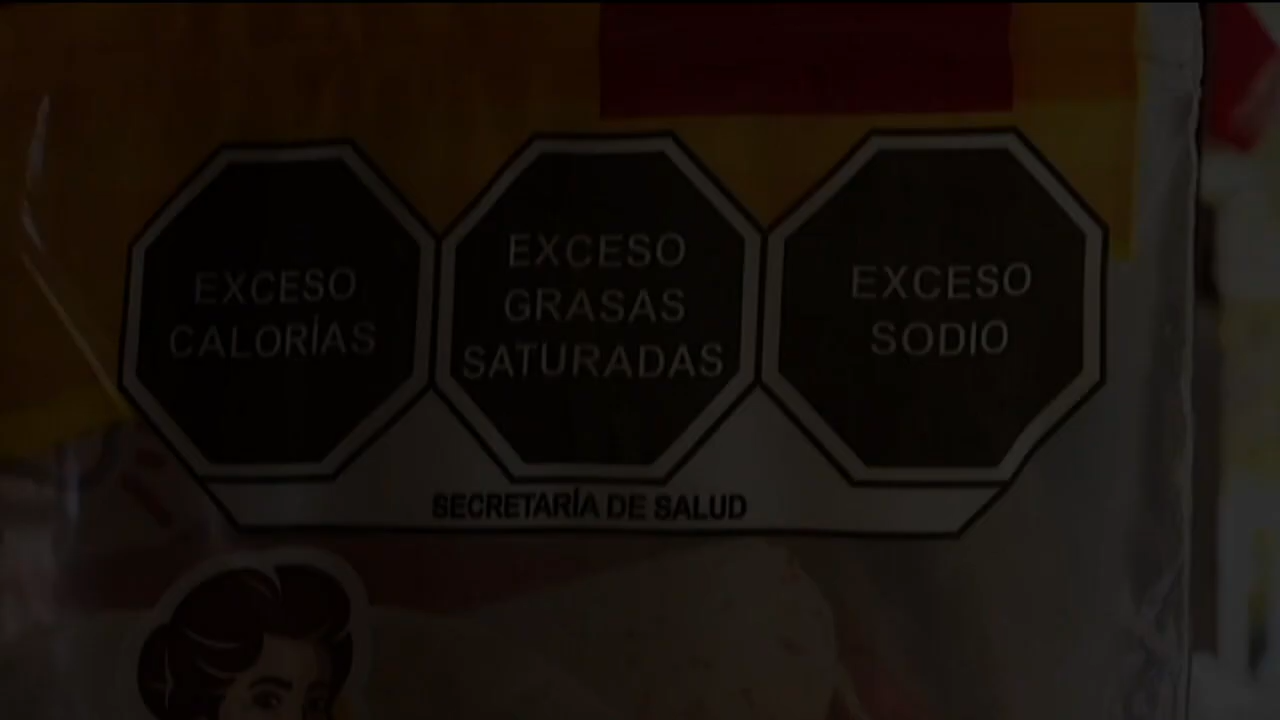 EXCESO
CALORÍAS
EXCESO
GRASAS
SATURADAS
EXCESO
SODIO
SECRETARÍA DE SALUD